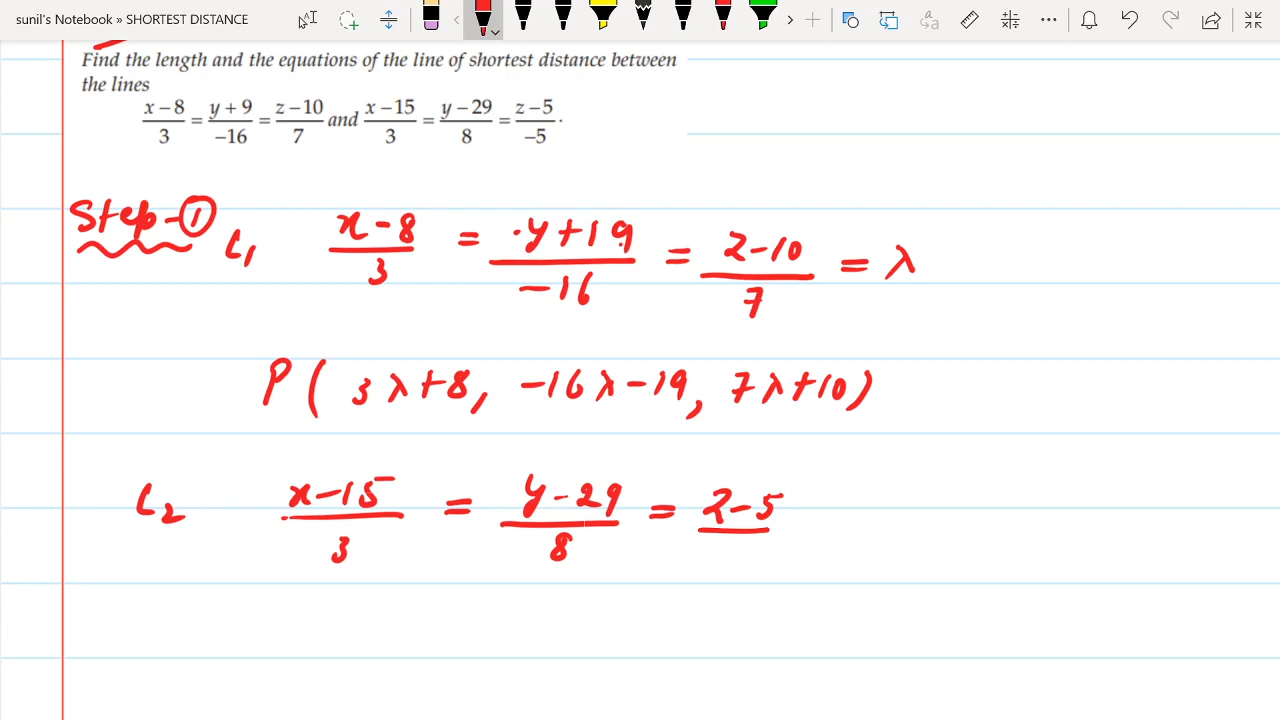 sunil's Notebook » SHORTEST DISTANCE
Find the length and the equations of the line of shortest distance between
the lines
(x – 8)/3 = (y + 9)/–16 = (z – 10)/7 and (x – 15)/3 = (y – 29)/8 = (z – 5)/–5 .
Step-① L₁ (x - 8)/3 = (y + 19)/-16 = (z - 10)/7 = λ
P ( 3λ+8, -16λ-19, 7λ+10)
L₂ (x-15)/3 = (y-29)/8 = z-5